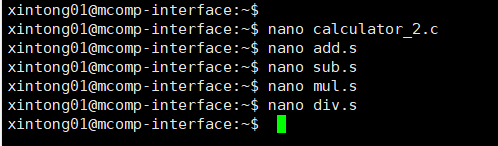 xintong01@mcomp-interface:~$
xintong01@mcomp-interface:~$ nano calculator_2.c
xintong01@mcomp-interface:~$ nano add.s
xintong01@mcomp-interface:~$ nano sub.s
xintong01@mcomp-interface:~$ nano mul.s
xintong01@mcomp-interface:~$ nano div.s
xintong01@mcomp-interface:~$